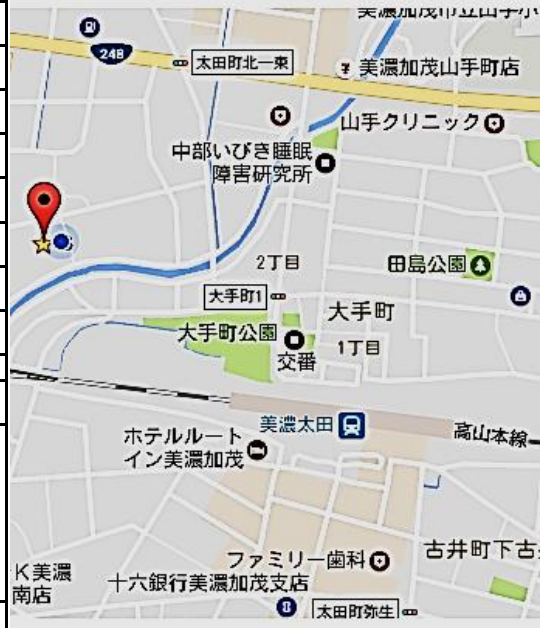 美濃加茂市立山手小
248
太田町北一東
美濃加茂山手町店
山手クリニック
中部いびき睡眠
障害研究所
2丁目
田島公園
大手町1
大手町
大手町公園
1丁目
交番
美濃太田
高山本線
ホテルルート
イン美濃加茂
ファミリー歯科
古井町下古
K美濃
南店
十六銀行美濃加茂支店
太田町弥生